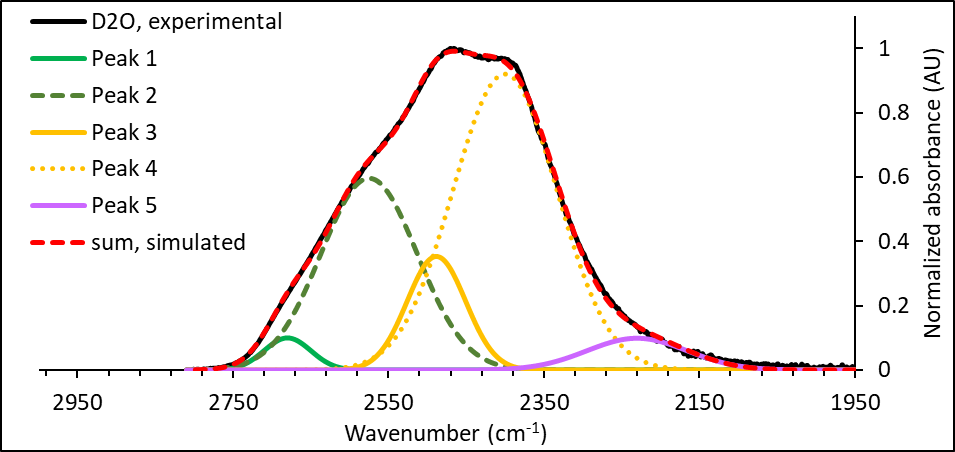 D2O, experimental
Peak 1
Peak 2
Peak 3
Peak 4
Peak 5
sum, simulated
1
0.8
0.6
0.4
0.2
0
Normalized absorbance (AU)
2950 2750 2550 2350 2150 1950
Wavenumber (cm⁻¹)